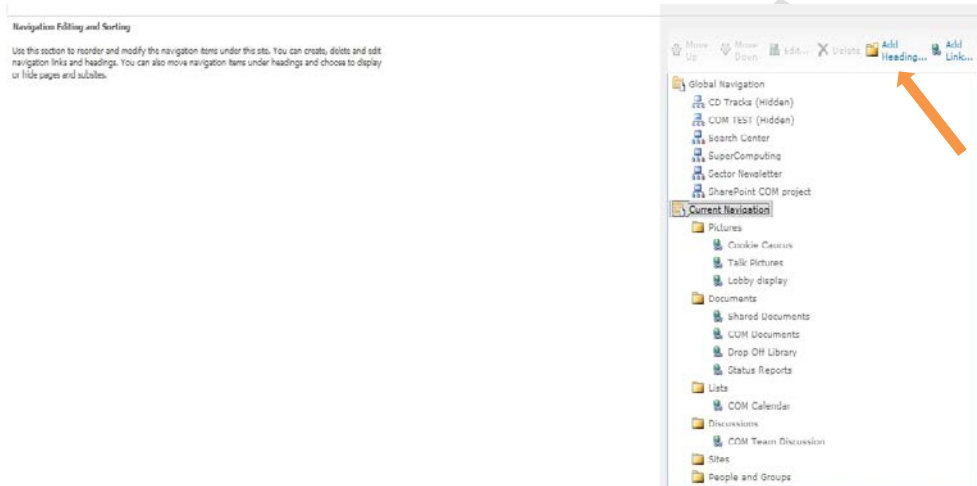 Navigation Editing and Sorting
Use this section to reorder and modify the navigation items under this site. You can create, delete and edit
navigation links and headings. You can also move navigation items under headings and choose to display
or hide pages and subsites.
Move Up
Move Down
Edit...
Delete
Add Heading...
Add Link...
Global Navigation
CD Tracks (Hidden)
COM TEST (Hidden)
Search Center
SuperComputing
Sector Newsletter
SharePoint COM project
Current Navigation
Pictures
Cookie Caucus
Talk Pictures
Lobby display
Documents
Shared Documents
COM Documents
Drop Off Library
Status Reports
Lists
COM Calendar
Discussions
COM Team Discussion
Sites
People and Groups